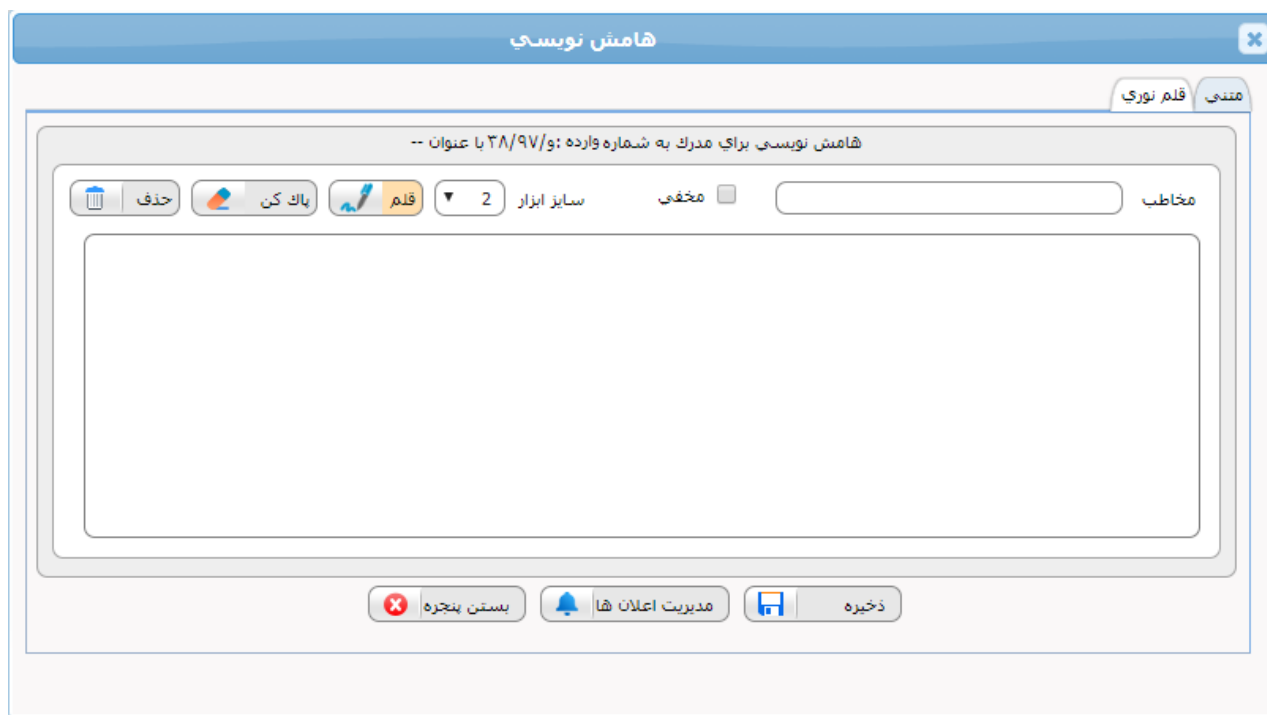 هامش نويسي
متني قلم نوري
هامش نويسي براي مدرك به شماره وارده :و/۳۸/۹۷ با عنوان --
مخاطب مخفي سايز ابزار 2 قلم پاك كن حذف
ذخيره مديريت اعلان ها بستن پنجره